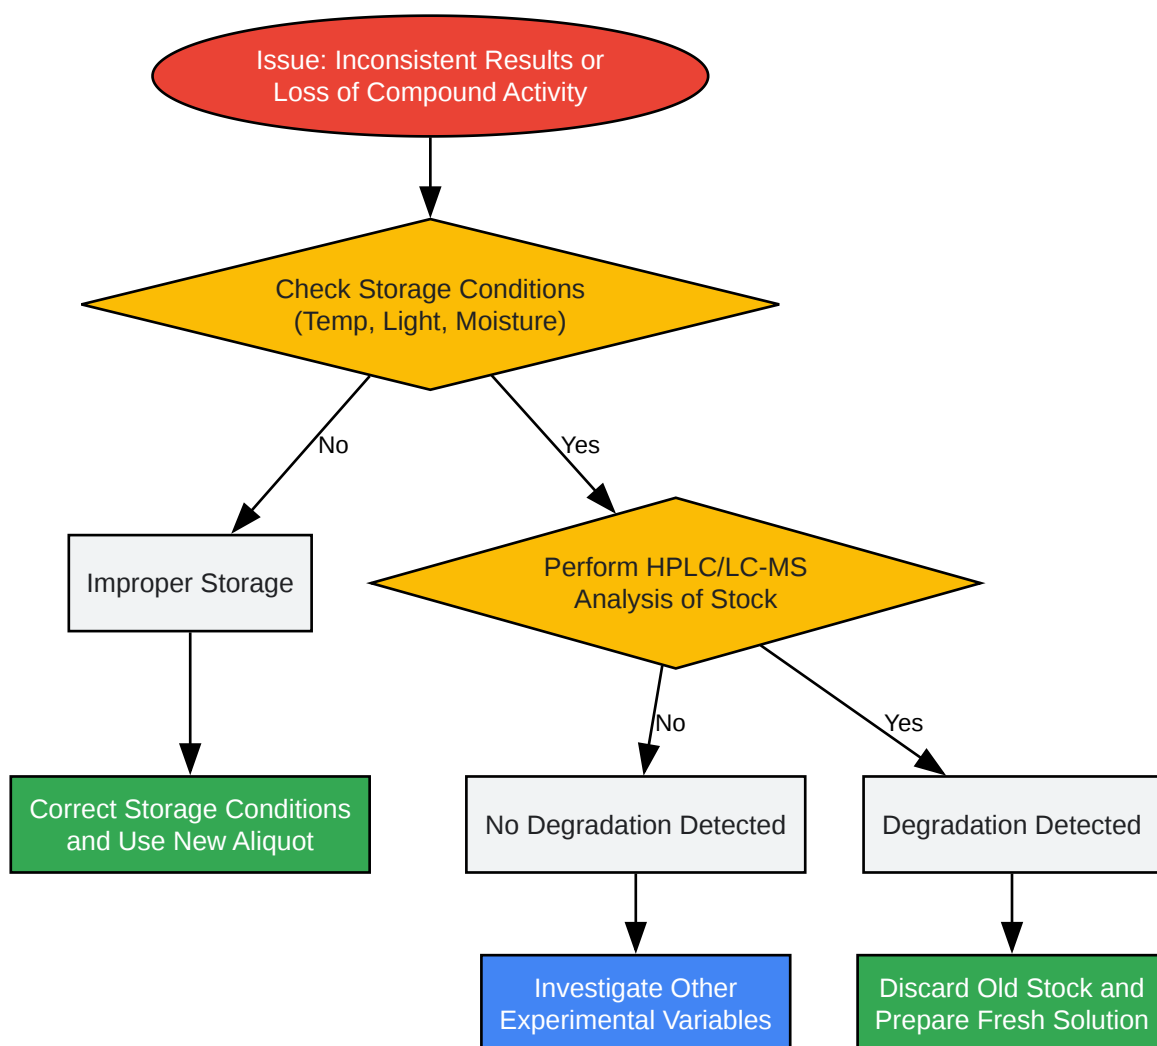 Issue: Inconsistent Results or
Loss of Compound Activity
Check Storage Conditions
(Temp, Light, Moisture)
No
Yes
Improper Storage
Perform HPLC/LC-MS
Analysis of Stock
No
Yes
Correct Storage Conditions
and Use New Aliquot
No Degradation Detected
Degradation Detected
Investigate Other
Experimental Variables
Discard Old Stock and
Prepare Fresh Solution